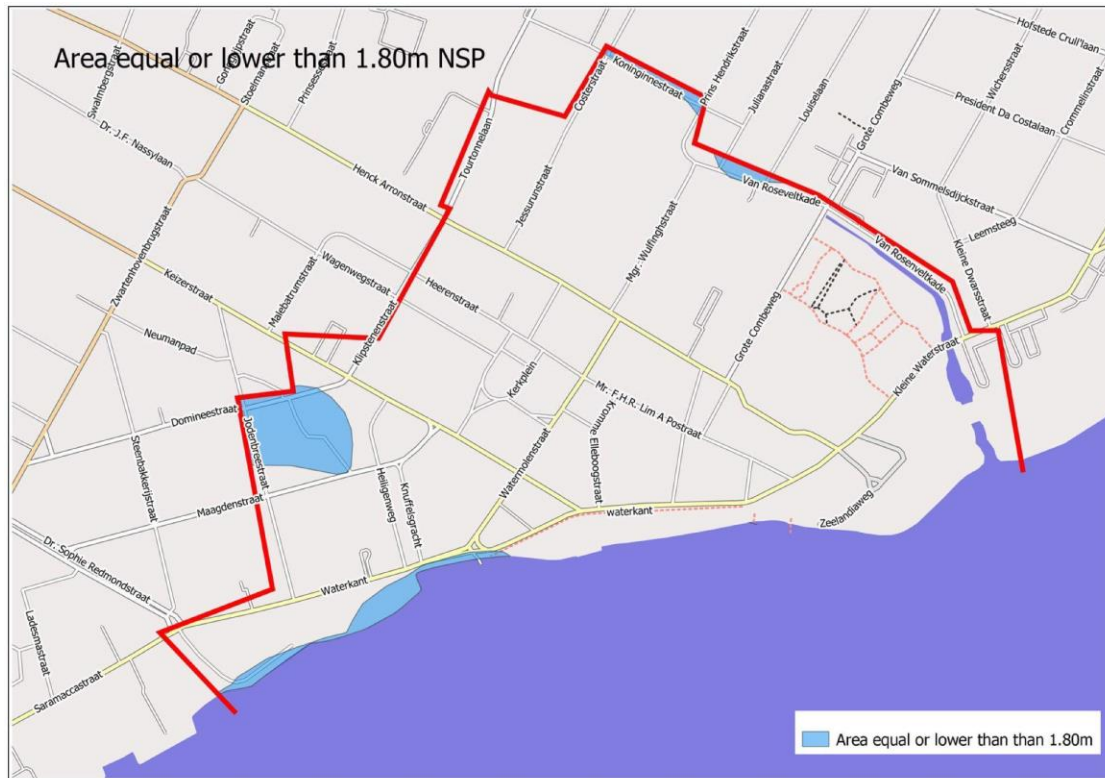 Area equal or lower than 1.80m NSP
Swalmbergstraat
Gonggrijpstraat
Stoelmanstraat
Prinsessestraat
Dr. J.F. Nassylaan
Zwartenhovenbrugstraat
Henck Arronstraat
Tourtonnelaan
Costerstraat
Koninginnestraat
Prins Hendrikstraat
Julianastraat
Louiselaan
Grote Combeweg
Hofstede Crull'laan
Wichersstraat
President Da Costalaan
Crommelinstraat
Van Sommelsdijckstraat
Leemsteeg
Kleine Dwarsstraat
Van Roseveltkade
Van Rosenveltkade
Jessurunstraat
Mgr. Wulfinghstraat
Keizerstraat
Malebatrumstraat
Wagenwegstraat
Heerenstraat
Klipstenenstraat
Neumanpad
Grote Combeweg
Kleine Waterstraat
Kerkplein
Mr. F.H.R. Lim A Postraat
Kromme Elleboogstraat
Domineestraat
Jodenbreestraat
Steenbakkerijstraat
Maagdenstraat
Heiligenweg
Knuffelsgracht
Watermolenstraat
waterkant
Zeelandiaweg
Dr. Sophie Redmondstraat
Waterkant
Ladesmastraat
Saramaccastraat
Area equal or lower than than 1.80m